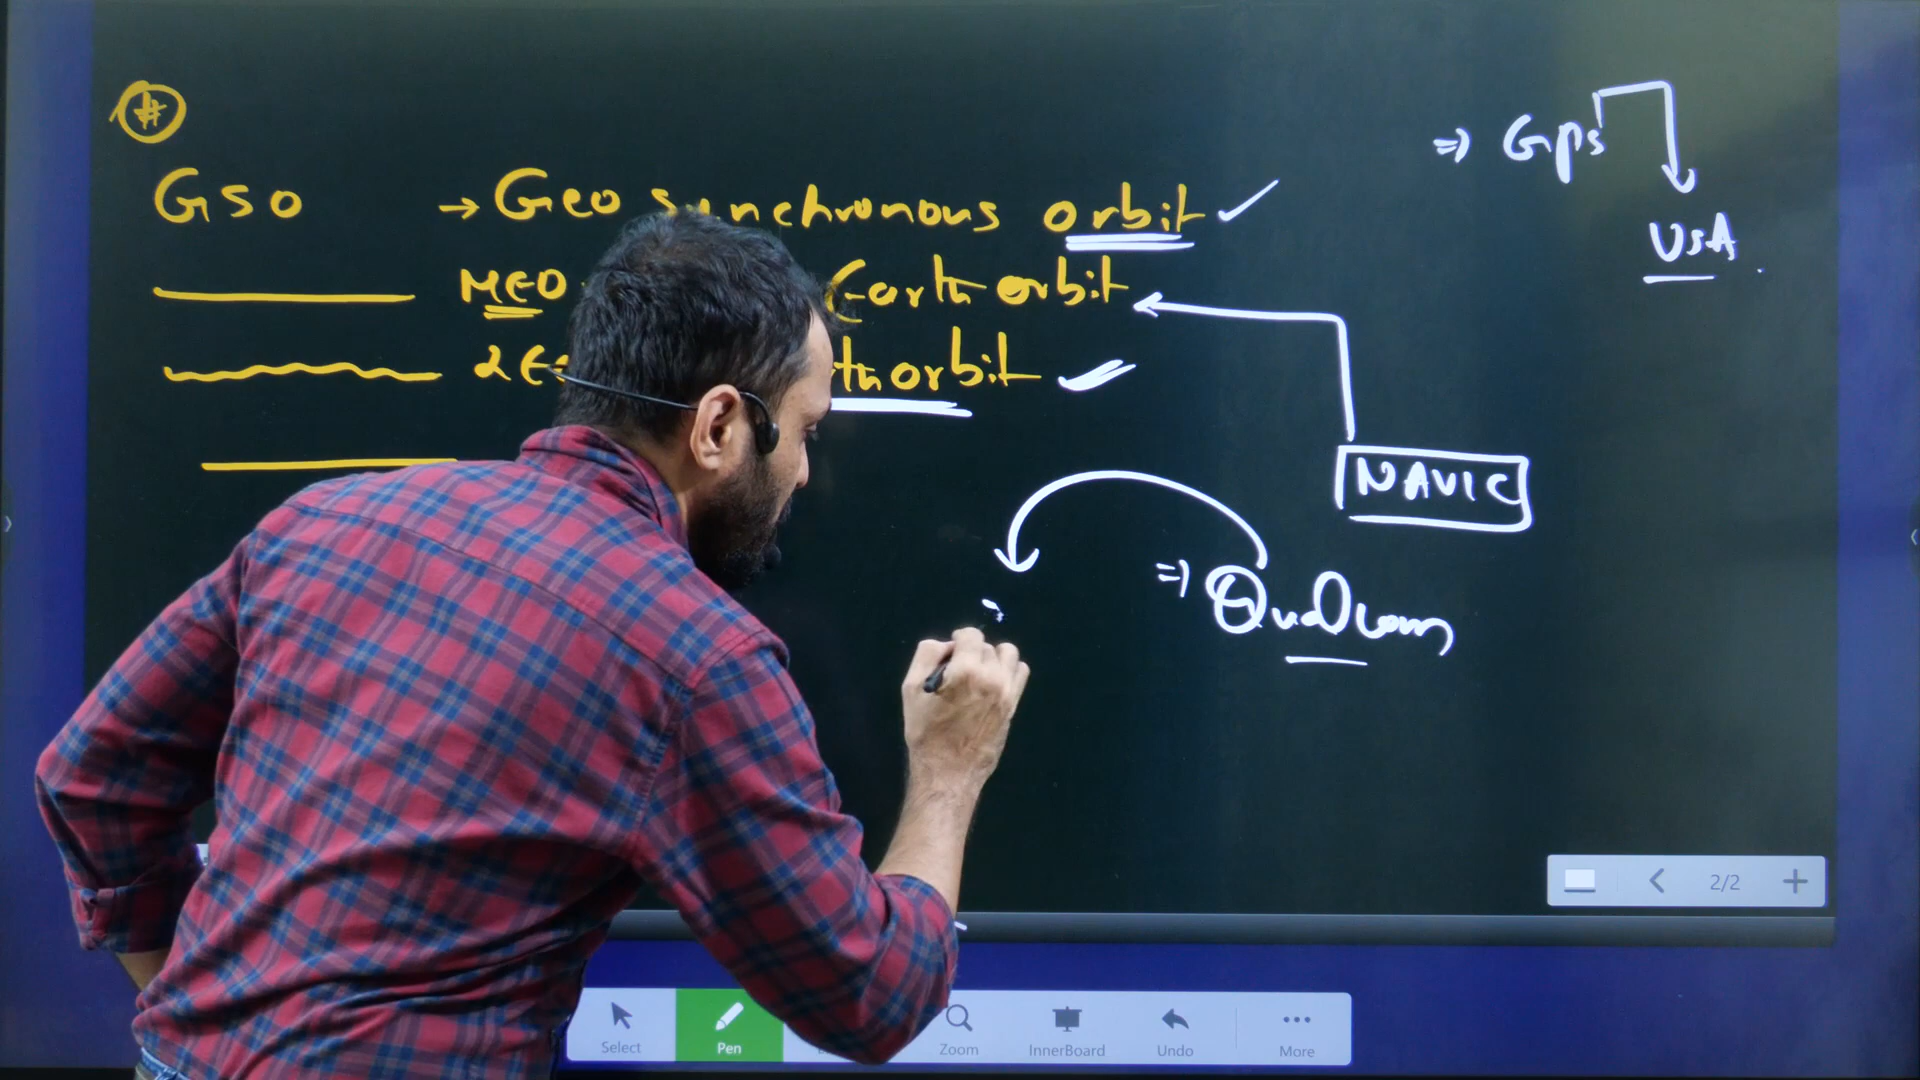 #
GSO → Geo synchronous orbit ✓
⇒ Gps
USA
MEO Earth orbit
orbit ✓
NAVIC
⇒
2/2
Select Pen Zoom InnerBoard Undo More